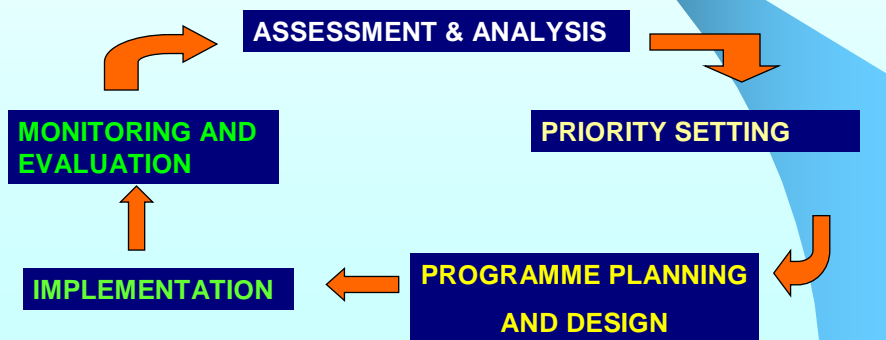 ASSESSMENT & ANALYSIS
PRIORITY SETTING
PROGRAMME PLANNING
AND DESIGN
IMPLEMENTATION
MONITORING AND
EVALUATION